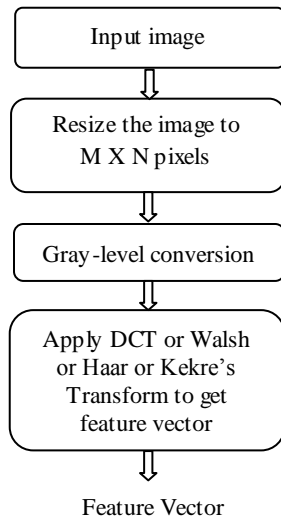 Input image
Resize the image to
M X N pixels
Gray-level conversion
Apply DCT or Walsh
or Haar or Kekre's
Transform to get
feature vector
Feature Vector